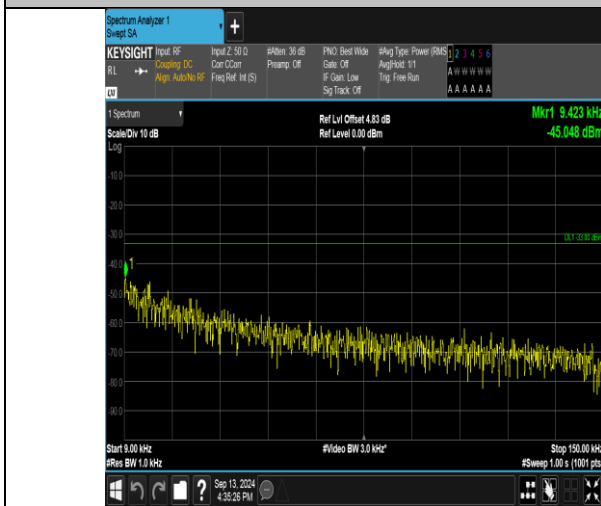 Spectrum Analyzer 1
Swept SA
+
KEYSIGHT Input: RF Input Z: 50 Ω #Atten: 36 dB PNO: Best Wide #Avg Type: Power (RMS 1 2 3 4 5 6
RL Coupling: DC Corr CCorr Preamp: Off Gate: Off Avg|Hold: 1/1 A W W W W W
Align: Auto/No RF Freq Ref: Int (S) IF Gain: Low Trig: Free Run
Sig Track: Off A A A A A A
1 Spectrum Ref Lvl Offset 4.83 dB Mkr1 9.423 kHz
Scale/Div 10 dB Ref Level 0.00 dBm -45.048 dBm
Log
-10.0
-20.0
-30.0
DL1 -33.00 dBm
-40.0
1
-50.0
-60.0
-70.0
-80.0
-90.0
Start 9.00 kHz #Video BW 3.0 kHz* Stop 150.00 kHz
#Res BW 1.0 kHz #Sweep 1.00 s (1001 pts
? Sep 13, 2024
4:35:26 PM